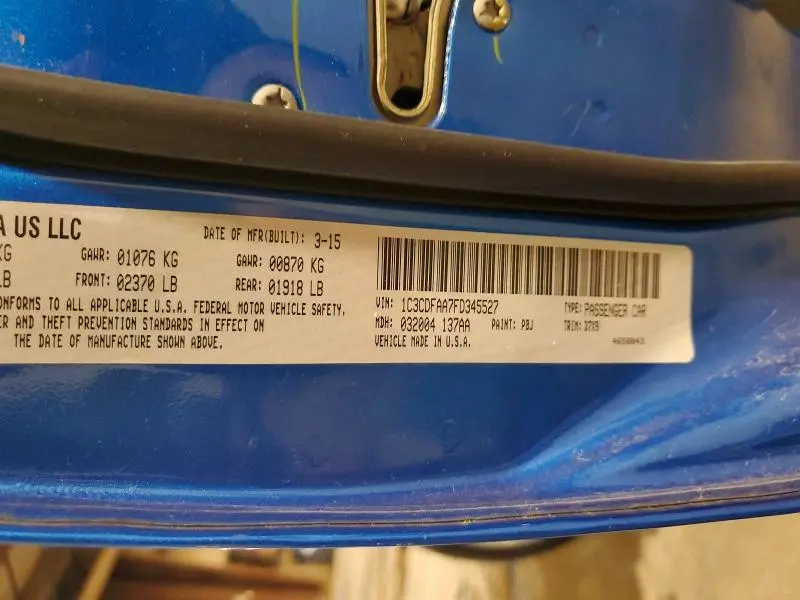 A US LLC
DATE OF MFR(BUILT): 3-15
KG GAWR: 01076 KG GAWR: 00870 KG
LB FRONT: 02370 LB REAR: 01918 LB
CONFORMS TO ALL APPLICABLE U.S.A. FEDERAL MOTOR VEHICLE SAFETY,
ER AND THEFT PREVENTION STANDARDS IN EFFECT ON
THE DATE OF MANUFACTURE SHOWN ABOVE.
VIN: 1C3CDFAA7FD345527 TYPE: PASSENGER CAR
MDH: 032004 137AA PAINT: PBJ TRIM: D7X9
VEHICLE MADE IN U.S.A.